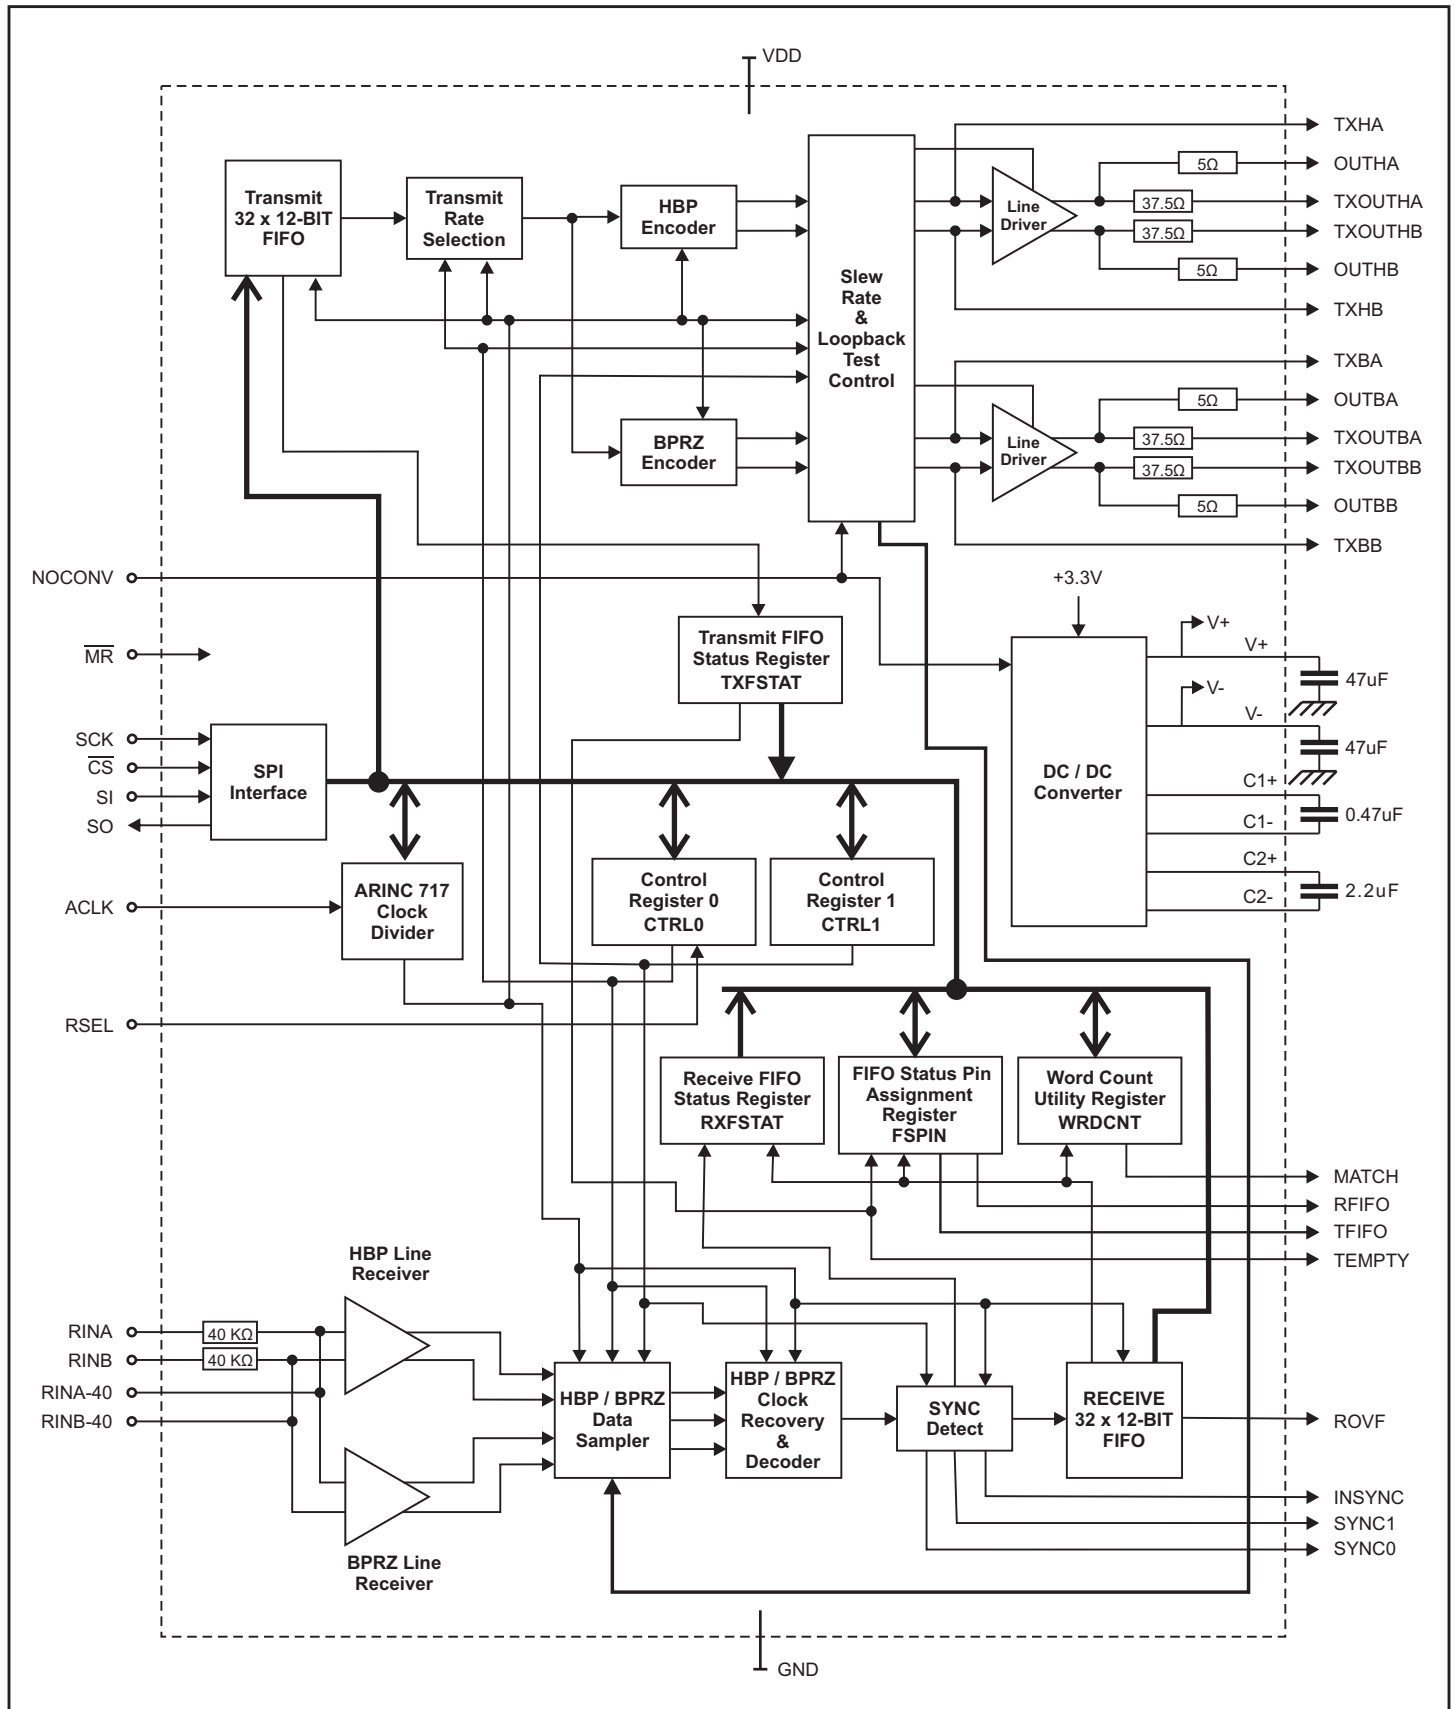 VDD
TXHA
OUTHA
TXOUTHA
TXOUTHB
OUTHB
TXHB
TXBA
OUTBA
TXOUTBA
TXOUTBB
OUTBB
TXBB
Transmit
32 x 12-BIT
FIFO
Transmit
Rate
Selection
HBP
Encoder
BPRZ
Encoder
Slew
Rate
&
Loopback
Test
Control
Line
Driver
5Ω
37.5Ω
37.5Ω
5Ω
Line
Driver
5Ω
37.5Ω
37.5Ω
5Ω
NOCONV
MR
SCK
CS
SI
SO
ACLK
RSEL
SPI
Interface
Transmit FIFO
Status Register
TXFSTAT
ARINC 717
Clock
Divider
Control
Register 0
CTRL0
Control
Register 1
CTRL1
+3.3V
DC / DC
Converter
V+
V+
47uF
V-
V-
47uF
C1+
C1-
0.47uF
C2+
C2-
2.2uF
Receive FIFO
Status Register
RXFSTAT
FIFO Status Pin
Assignment
Register
FSPIN
Word Count
Utility Register
WRDCNT
MATCH
RFIFO
TFIFO
TEMPTY
HBP Line
Receiver
RINA
40 KΩ
RINB
40 KΩ
RINA-40
RINB-40
BPRZ Line
Receiver
HBP / BPRZ
Data
Sampler
HBP / BPRZ
Clock
Recovery
&
Decoder
SYNC
Detect
RECEIVE
32 x 12-BIT
FIFO
ROVF
INSYNC
SYNC1
SYNC0
GND